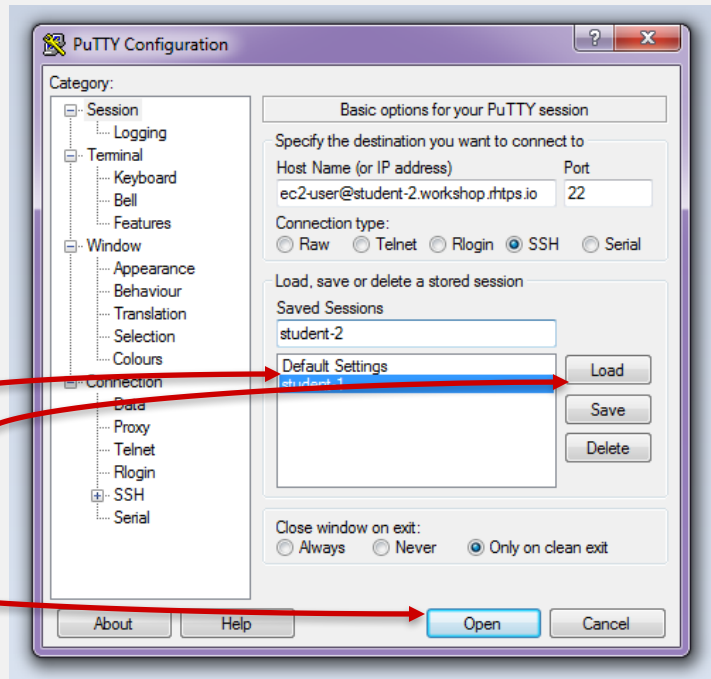 PuTTY Configuration
Category:
Session
Logging
Terminal
Keyboard
Bell
Features
Window
Appearance
Behaviour
Translation
Selection
Colours
Connection
Data
Proxy
Telnet
Rlogin
SSH
Serial
Basic options for your PuTTY session
Specify the destination you want to connect to
Host Name (or IP address) Port
ec2-user@student-2.workshop.rhtps.io 22
Connection type:
Raw Telnet Rlogin SSH Serial
Load, save or delete a stored session
Saved Sessions
student-2
Default Settings
student-1
Load
Save
Delete
Close window on exit:
Always Never Only on clean exit
About Help Open Cancel